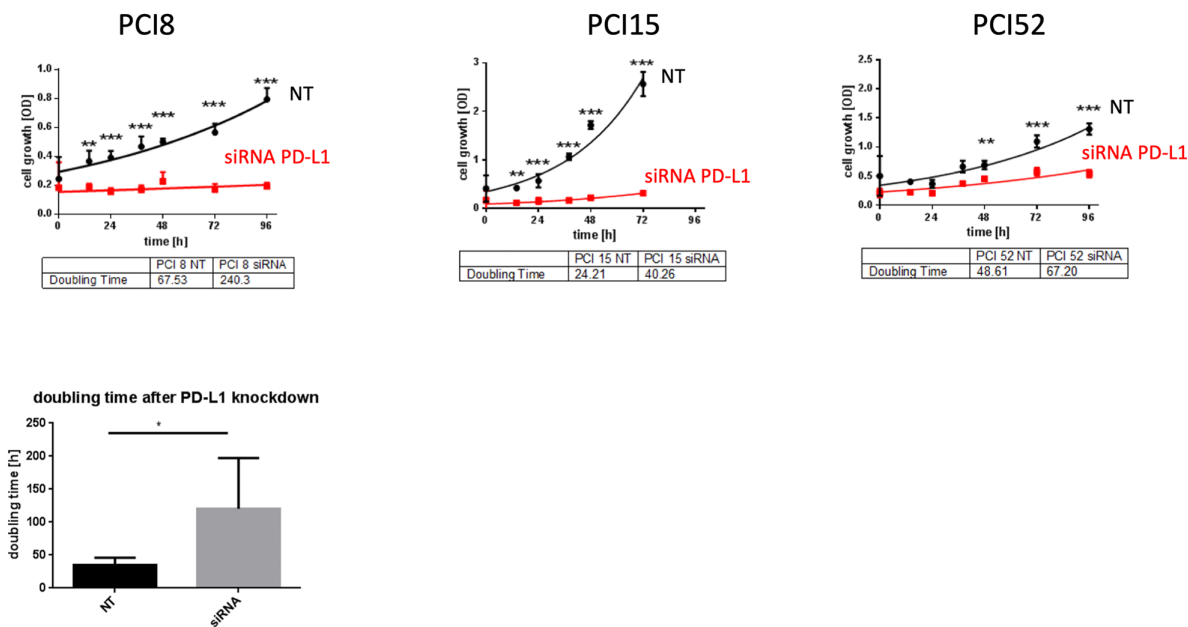 PCI8
PCI15
PCI52
cell growth [OD]
1.0
0.8
0.6
0.4
0.2
0.0
**
***
***
***
***
***
NT
siRNA PD-L1
0
24
48
72
96
time [h]
PCI 8 NT
PCI 8 siRNA
Doubling Time
67.53
240.3
cell growth [OD]
3
2
1
0
**
***
***
***
***
NT
siRNA PD-L1
0
24
48
72
96
time [h]
PCI 15 NT
PCI 15 siRNA
Doubling Time
24.21
40.26
cell growth [OD]
2.5
2.0
1.5
1.0
0.5
0.0
**
***
***
NT
siRNA PD-L1
0
24
48
72
96
time [h]
PCI 52 NT
PCI 52 siRNA
Doubling Time
48.61
67.20
doubling time after PD-L1 knockdown
doubling time [h]
250
200
150
100
50
0
*
NT
siRNA